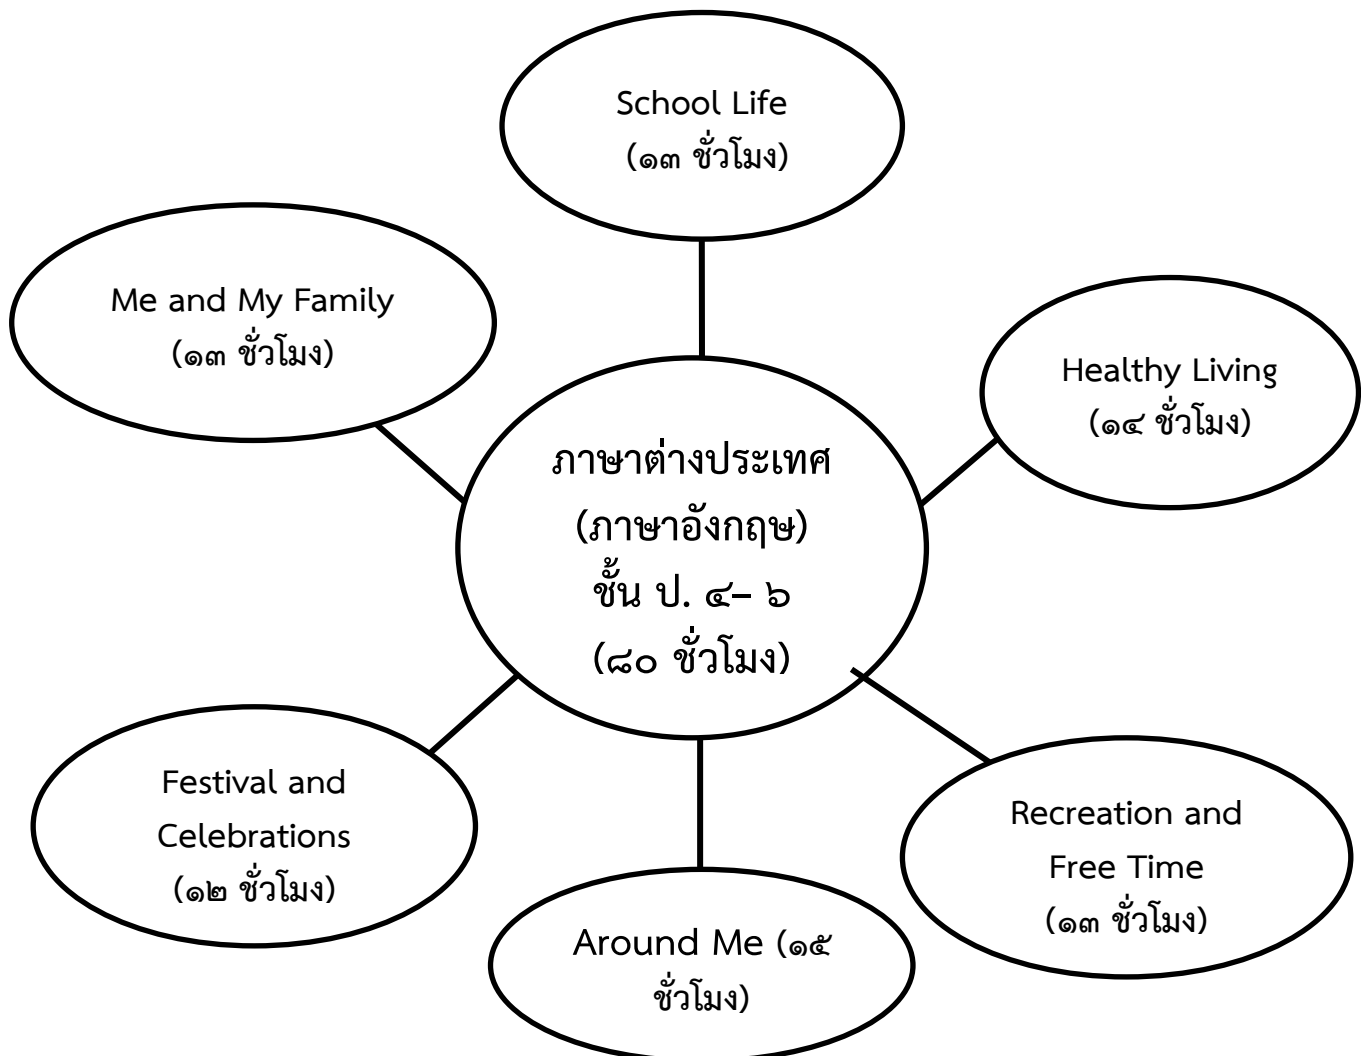 School Life
(๑๓ ชั่วโมง)
Me and My Family
(๑๓ ชั่วโมง)
Healthy Living
(๑๔ ชั่วโมง)
ภาษาต่างประเทศ
(ภาษาอังกฤษ)
ชั้น ป. ๔– ๖
(๘๐ ชั่วโมง)
Festival and
Celebrations
(๑๒ ชั่วโมง)
Recreation and
Free Time
(๑๓ ชั่วโมง)
Around Me (๑๕
ชั่วโมง)